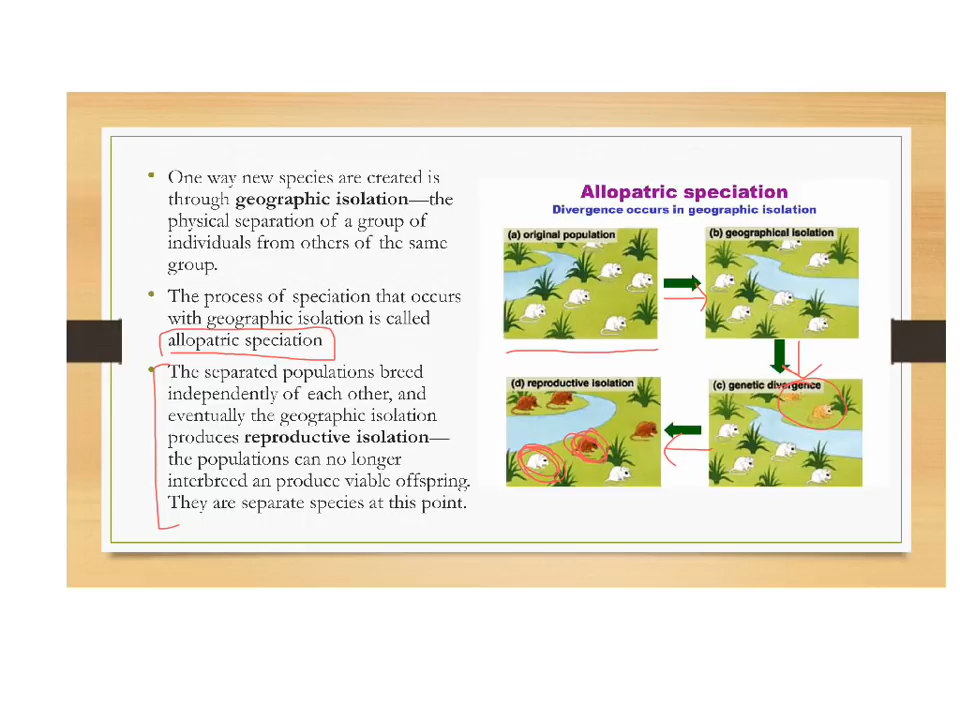 • One way new species are created is
through geographic isolation—the
physical separation of a group of
individuals from others of the same
group.
• The process of speciation that occurs
with geographic isolation is called
allopatric speciation
• The separated populations breed
independently of each other, and
eventually the geographic isolation
produces reproductive isolation—
the populations can no longer
interbreed an produce viable offspring.
They are separate species at this point.
Allopatric speciation
Divergence occurs in geographic isolation
(a) original population
(b) geographical isolation
(d) reproductive isolation
(c) genetic divergence